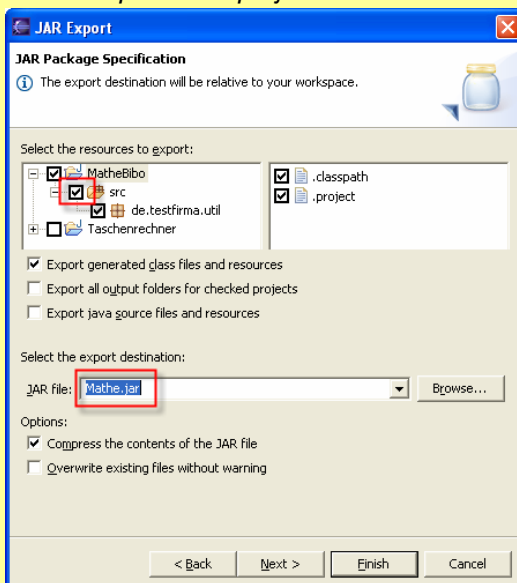 JAR Export
JAR Package Specification
The export destination will be relative to your workspace.
Select the resources to export:
MatheBibo
src
de.testfirma.util
Taschenrechner
.classpath
.project
Export generated class files and resources
Export all output folders for checked projects
Export java source files and resources
Select the export destination:
JAR file: Mathe.jar Browse...
Options:
Compress the contents of the JAR file
Overwrite existing files without warning
< Back Next > Finish Cancel